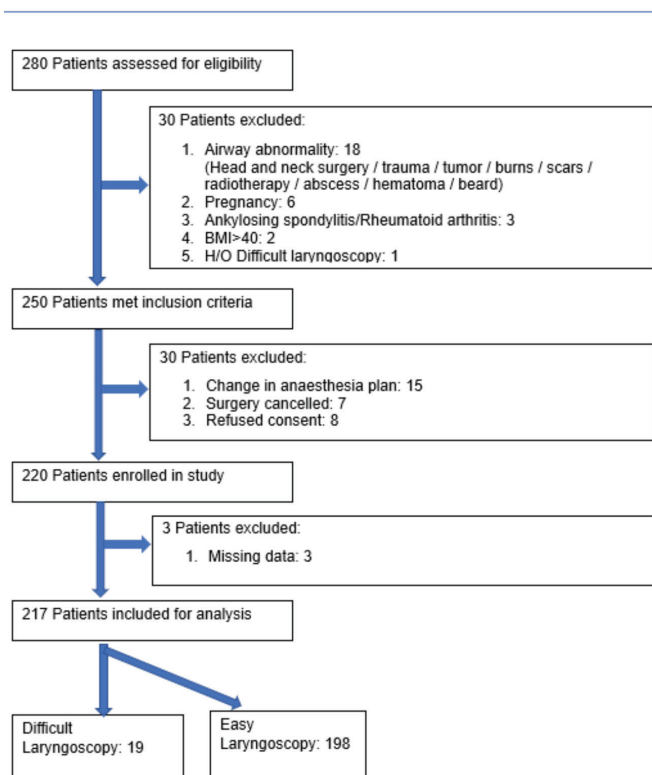 280 Patients assessed for eligibility
30 Patients excluded:
1. Airway abnormality: 18
(Head and neck surgery / trauma / tumor / burns / scars /
radiotherapy / abscess / hematoma / beard)
2. Pregnancy: 6
3. Ankylosing spondylitis/Rheumatoid arthritis: 3
4. BMI>40: 2
5. H/O Difficult laryngoscopy: 1
250 Patients met inclusion criteria
30 Patients excluded:
1. Change in anaesthesia plan: 15
2. Surgery cancelled: 7
3. Refused consent: 8
220 Patients enrolled in study
3 Patients excluded:
1. Missing data: 3
217 Patients included for analysis
Difficult
Laryngoscopy: 19
Easy
Laryngoscopy: 198